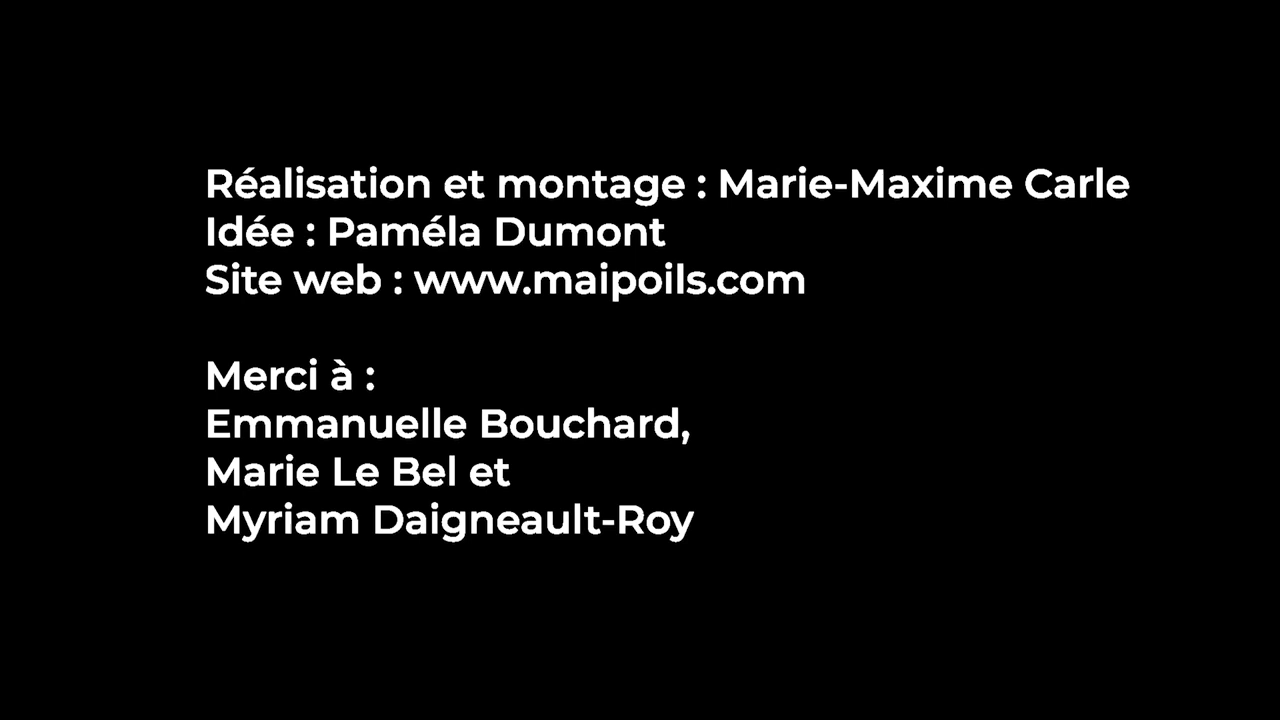 Réalisation et montage : Marie-Maxime Carle
Idée : Paméla Dumont
Site web : www.maipoils.com
Merci à :
Emmanuelle Bouchard,
Marie Le Bel et
Myriam Daigneault-Roy